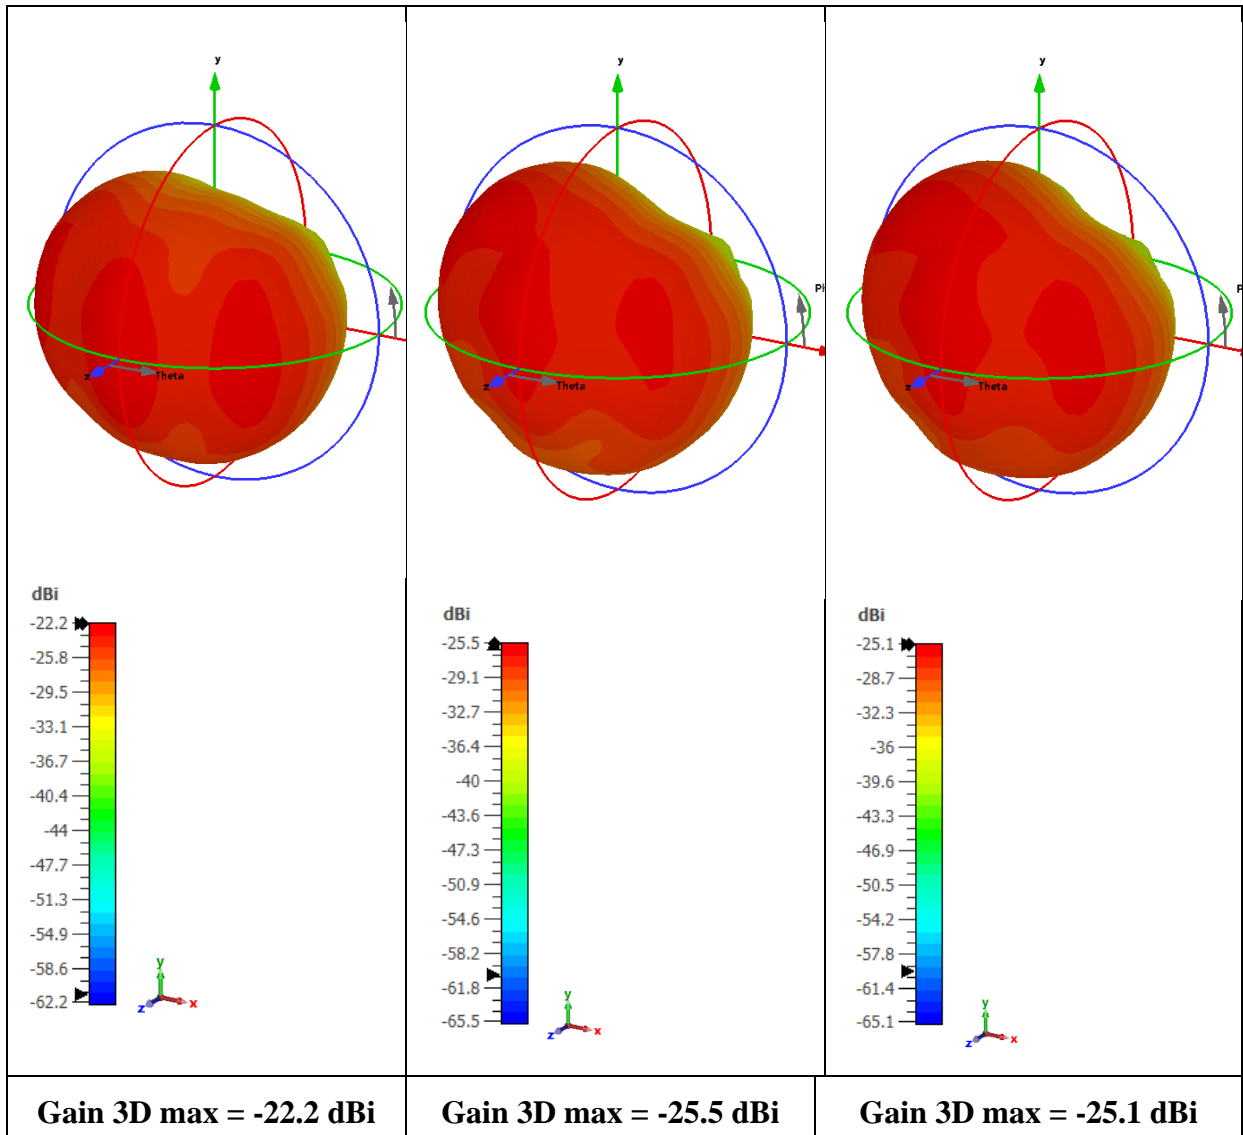 y
z
Theta
y
Ph
z
Theta
y
P
z
Theta
dBi
-22.2
-25.8
-29.5
-33.1
-36.7
-40.4
-44
-47.7
-51.3
-54.9
-58.6
-62.2
y
z
x
dBi
-25.5
-29.1
-32.7
-36.4
-40
-43.6
-47.3
-50.9
-54.6
-58.2
-61.8
-65.5
y
z
x
dBi
-25.1
-28.7
-32.3
-36
-39.6
-43.3
-46.9
-50.5
-54.2
-57.8
-61.4
-65.1
y
z
x
Gain 3D max = -22.2 dBi
Gain 3D max = -25.5 dBi
Gain 3D max = -25.1 dBi